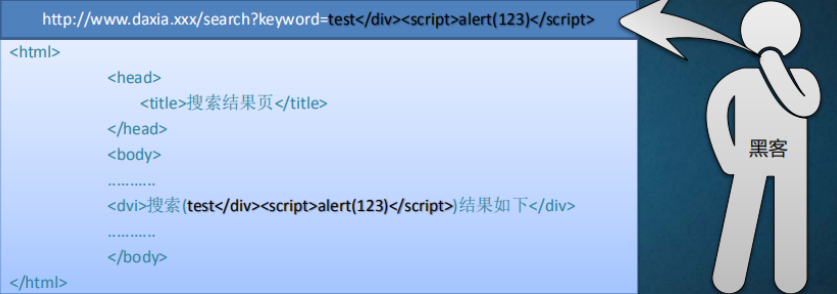 http://www.daxia.xxx/search?keyword=test</div><script>alert(123)</script>
<html>
<head>
<title>搜索结果页</title>
</head>
<body>
...........
<dvi>搜索(test</div><script>alert(123)</script>)结果如下</div>
...........
</body>
</html>
黑客